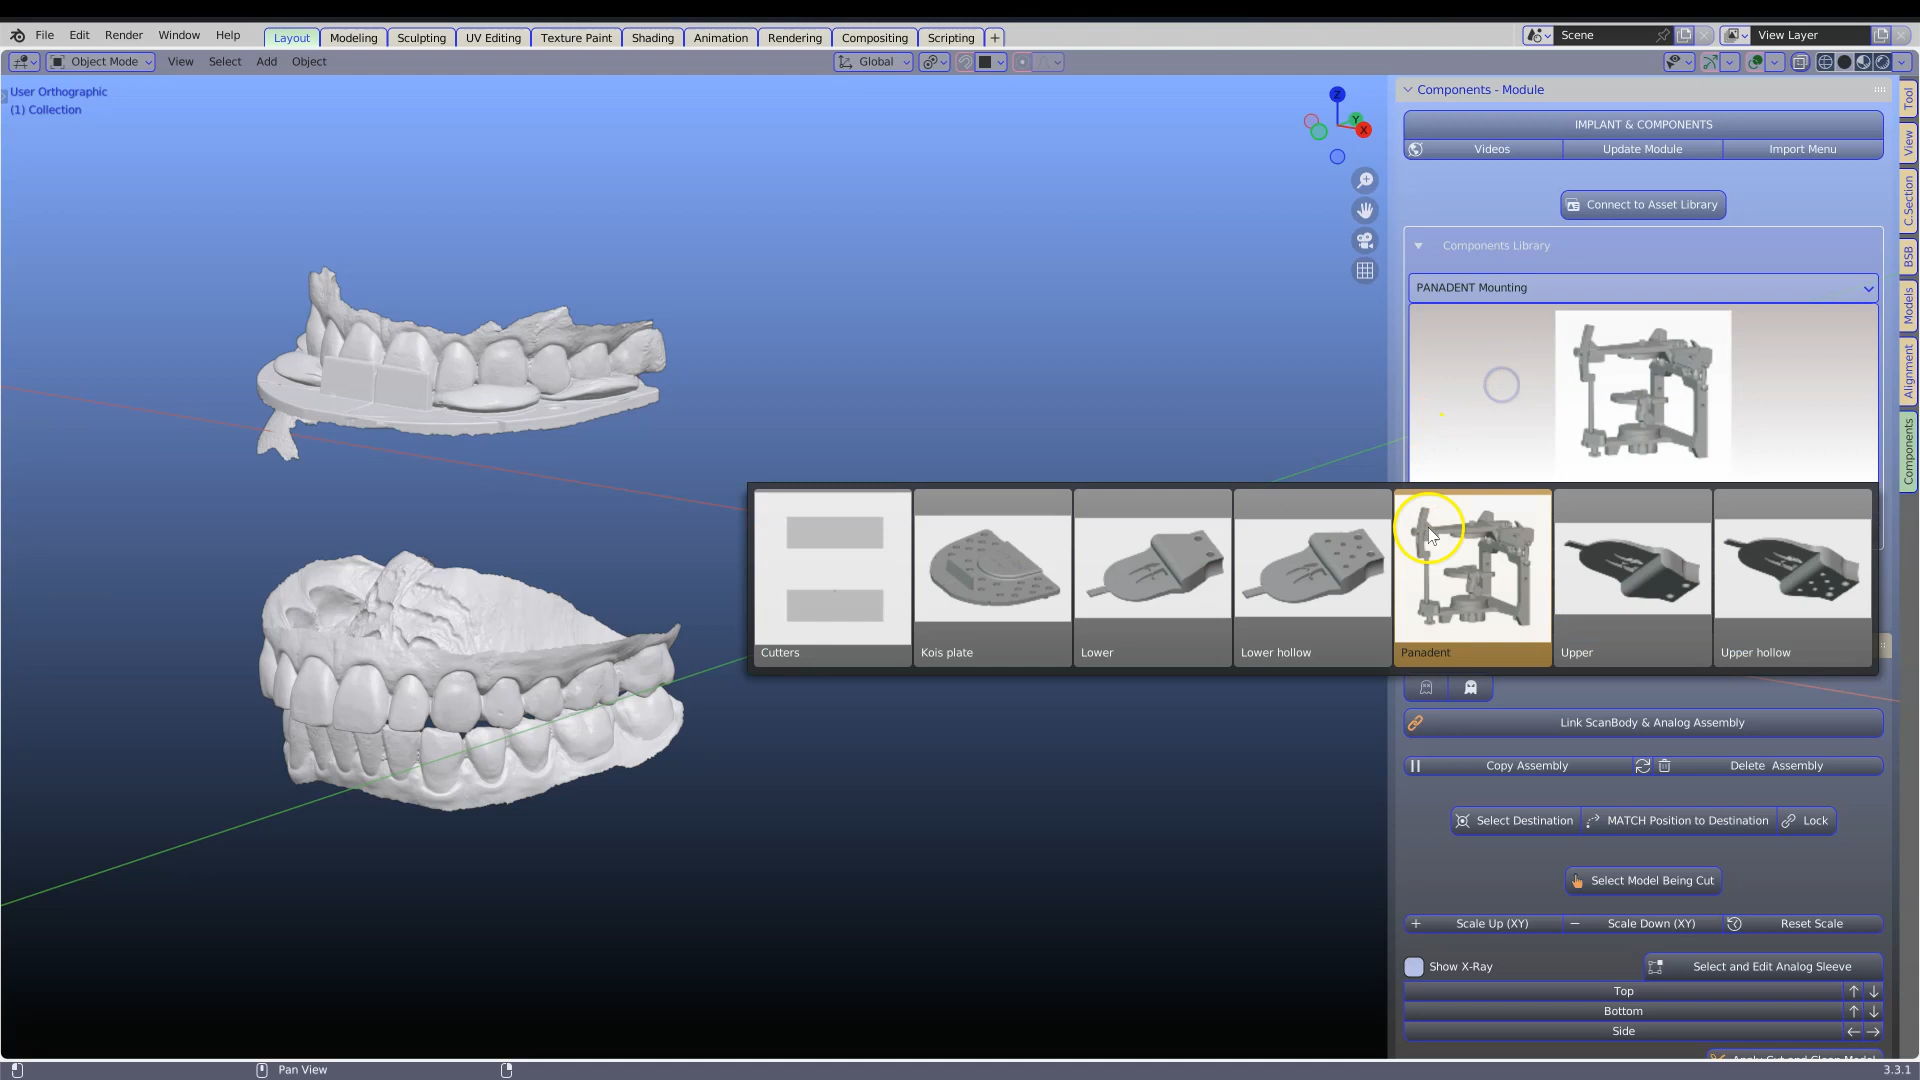 File Edit Render Window Help Layout Modeling Sculpting UV Editing Texture Paint Shading Animation Rendering Compositing Scripting + Scene View Layer
Object Mode View Select Add Object Global
User Orthographic
(1) Collection
Z
Y
X
Components - Module
IMPLANT & COMPONENTS
Videos Update Module Import Menu
Connect to Asset Library
Components Library
PANADENT Mounting
Cutters Kois plate Lower Lower hollow Panadent Upper Upper hollow
Link ScanBody & Analog Assembly
Copy Assembly Delete Assembly
Select Destination MATCH Position to Destination Lock
Select Model Being Cut
Scale Up (XY) Scale Down (XY) Reset Scale
Show X-Ray Select and Edit Analog Sleeve
Top
Bottom
Side
Apply Cut and Clean Model
Tool
View
C.Section
BSB
Models
Alignment
Components
Pan View 3.3.1